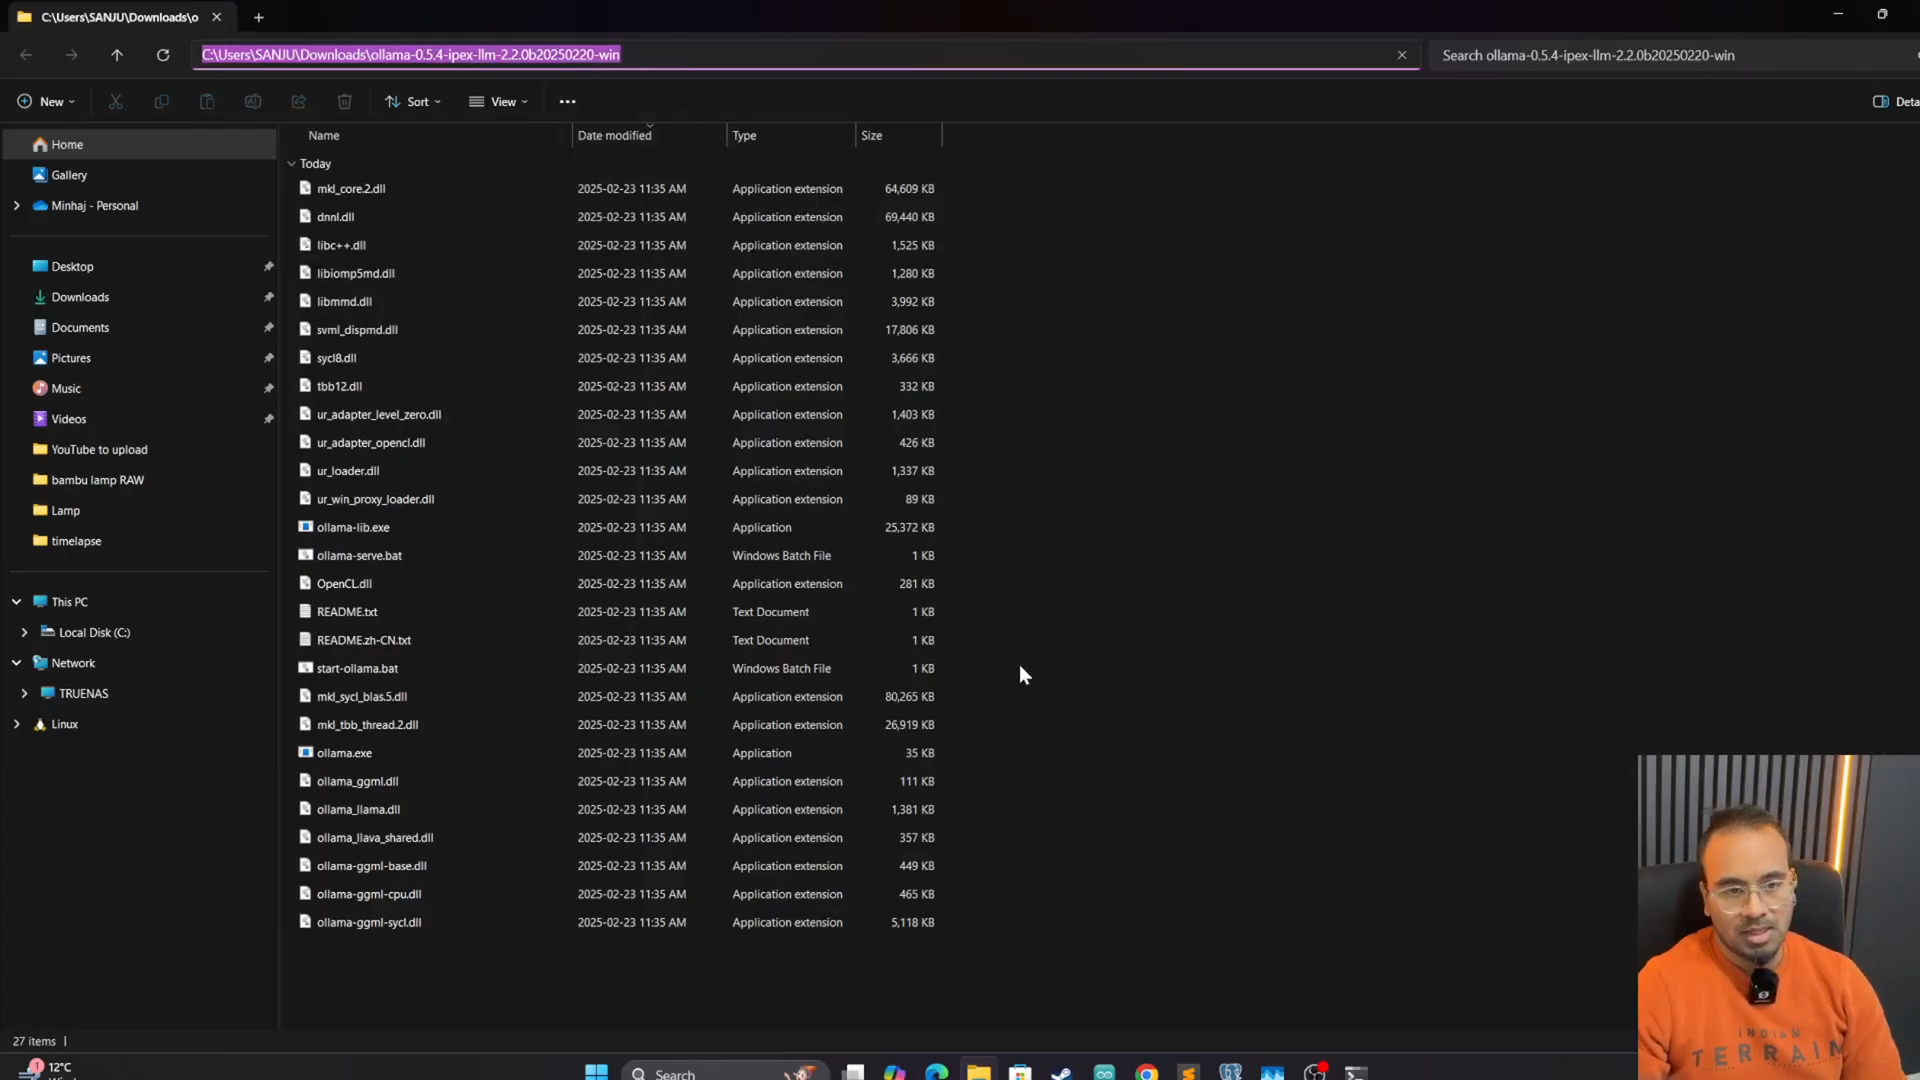 C:\Users\SANJU\Downloads\o
C:\Users\SANJU\Downloads\ollama-0.5.4-ipex-llm-2.2.0b20250220-win
Search ollama-0.5.4-ipex-llm-2.2.0b20250220-win
New
Sort
View
Deta
Home
Gallery
Minhaj - Personal
Desktop
Downloads
Documents
Pictures
Music
Videos
YouTube to upload
bambu lamp RAW
Lamp
timelapse
This PC
Local Disk (C:)
Network
TRUENAS
Linux
Name Date modified Type Size
Today
mkl_core.2.dll 2025-02-23 11:35 AM Application extension 64,609 KB
dnnl.dll 2025-02-23 11:35 AM Application extension 69,440 KB
libc++.dll 2025-02-23 11:35 AM Application extension 1,525 KB
libiomp5md.dll 2025-02-23 11:35 AM Application extension 1,280 KB
libmmd.dll 2025-02-23 11:35 AM Application extension 3,992 KB
svml_dispmd.dll 2025-02-23 11:35 AM Application extension 17,806 KB
sycl8.dll 2025-02-23 11:35 AM Application extension 3,666 KB
tbb12.dll 2025-02-23 11:35 AM Application extension 332 KB
ur_adapter_level_zero.dll 2025-02-23 11:35 AM Application extension 1,403 KB
ur_adapter_opencl.dll 2025-02-23 11:35 AM Application extension 426 KB
ur_loader.dll 2025-02-23 11:35 AM Application extension 1,337 KB
ur_win_proxy_loader.dll 2025-02-23 11:35 AM Application extension 89 KB
ollama-lib.exe 2025-02-23 11:35 AM Application 25,372 KB
ollama-serve.bat 2025-02-23 11:35 AM Windows Batch File 1 KB
OpenCL.dll 2025-02-23 11:35 AM Application extension 281 KB
README.txt 2025-02-23 11:35 AM Text Document 1 KB
README.zh-CN.txt 2025-02-23 11:35 AM Text Document 1 KB
start-ollama.bat 2025-02-23 11:35 AM Windows Batch File 1 KB
mkl_sycl_blas.5.dll 2025-02-23 11:35 AM Application extension 80,265 KB
mkl_tbb_thread.2.dll 2025-02-23 11:35 AM Application extension 26,919 KB
ollama.exe 2025-02-23 11:35 AM Application 35 KB
ollama_ggml.dll 2025-02-23 11:35 AM Application extension 111 KB
ollama_llama.dll 2025-02-23 11:35 AM Application extension 1,381 KB
ollama_llava_shared.dll 2025-02-23 11:35 AM Application extension 357 KB
ollama-ggml-base.dll 2025-02-23 11:35 AM Application extension 449 KB
ollama-ggml-cpu.dll 2025-02-23 11:35 AM Application extension 465 KB
ollama-ggml-sycl.dll 2025-02-23 11:35 AM Application extension 5,118 KB
27 items
1
12°C
Search
INDIAN
TERRAIN